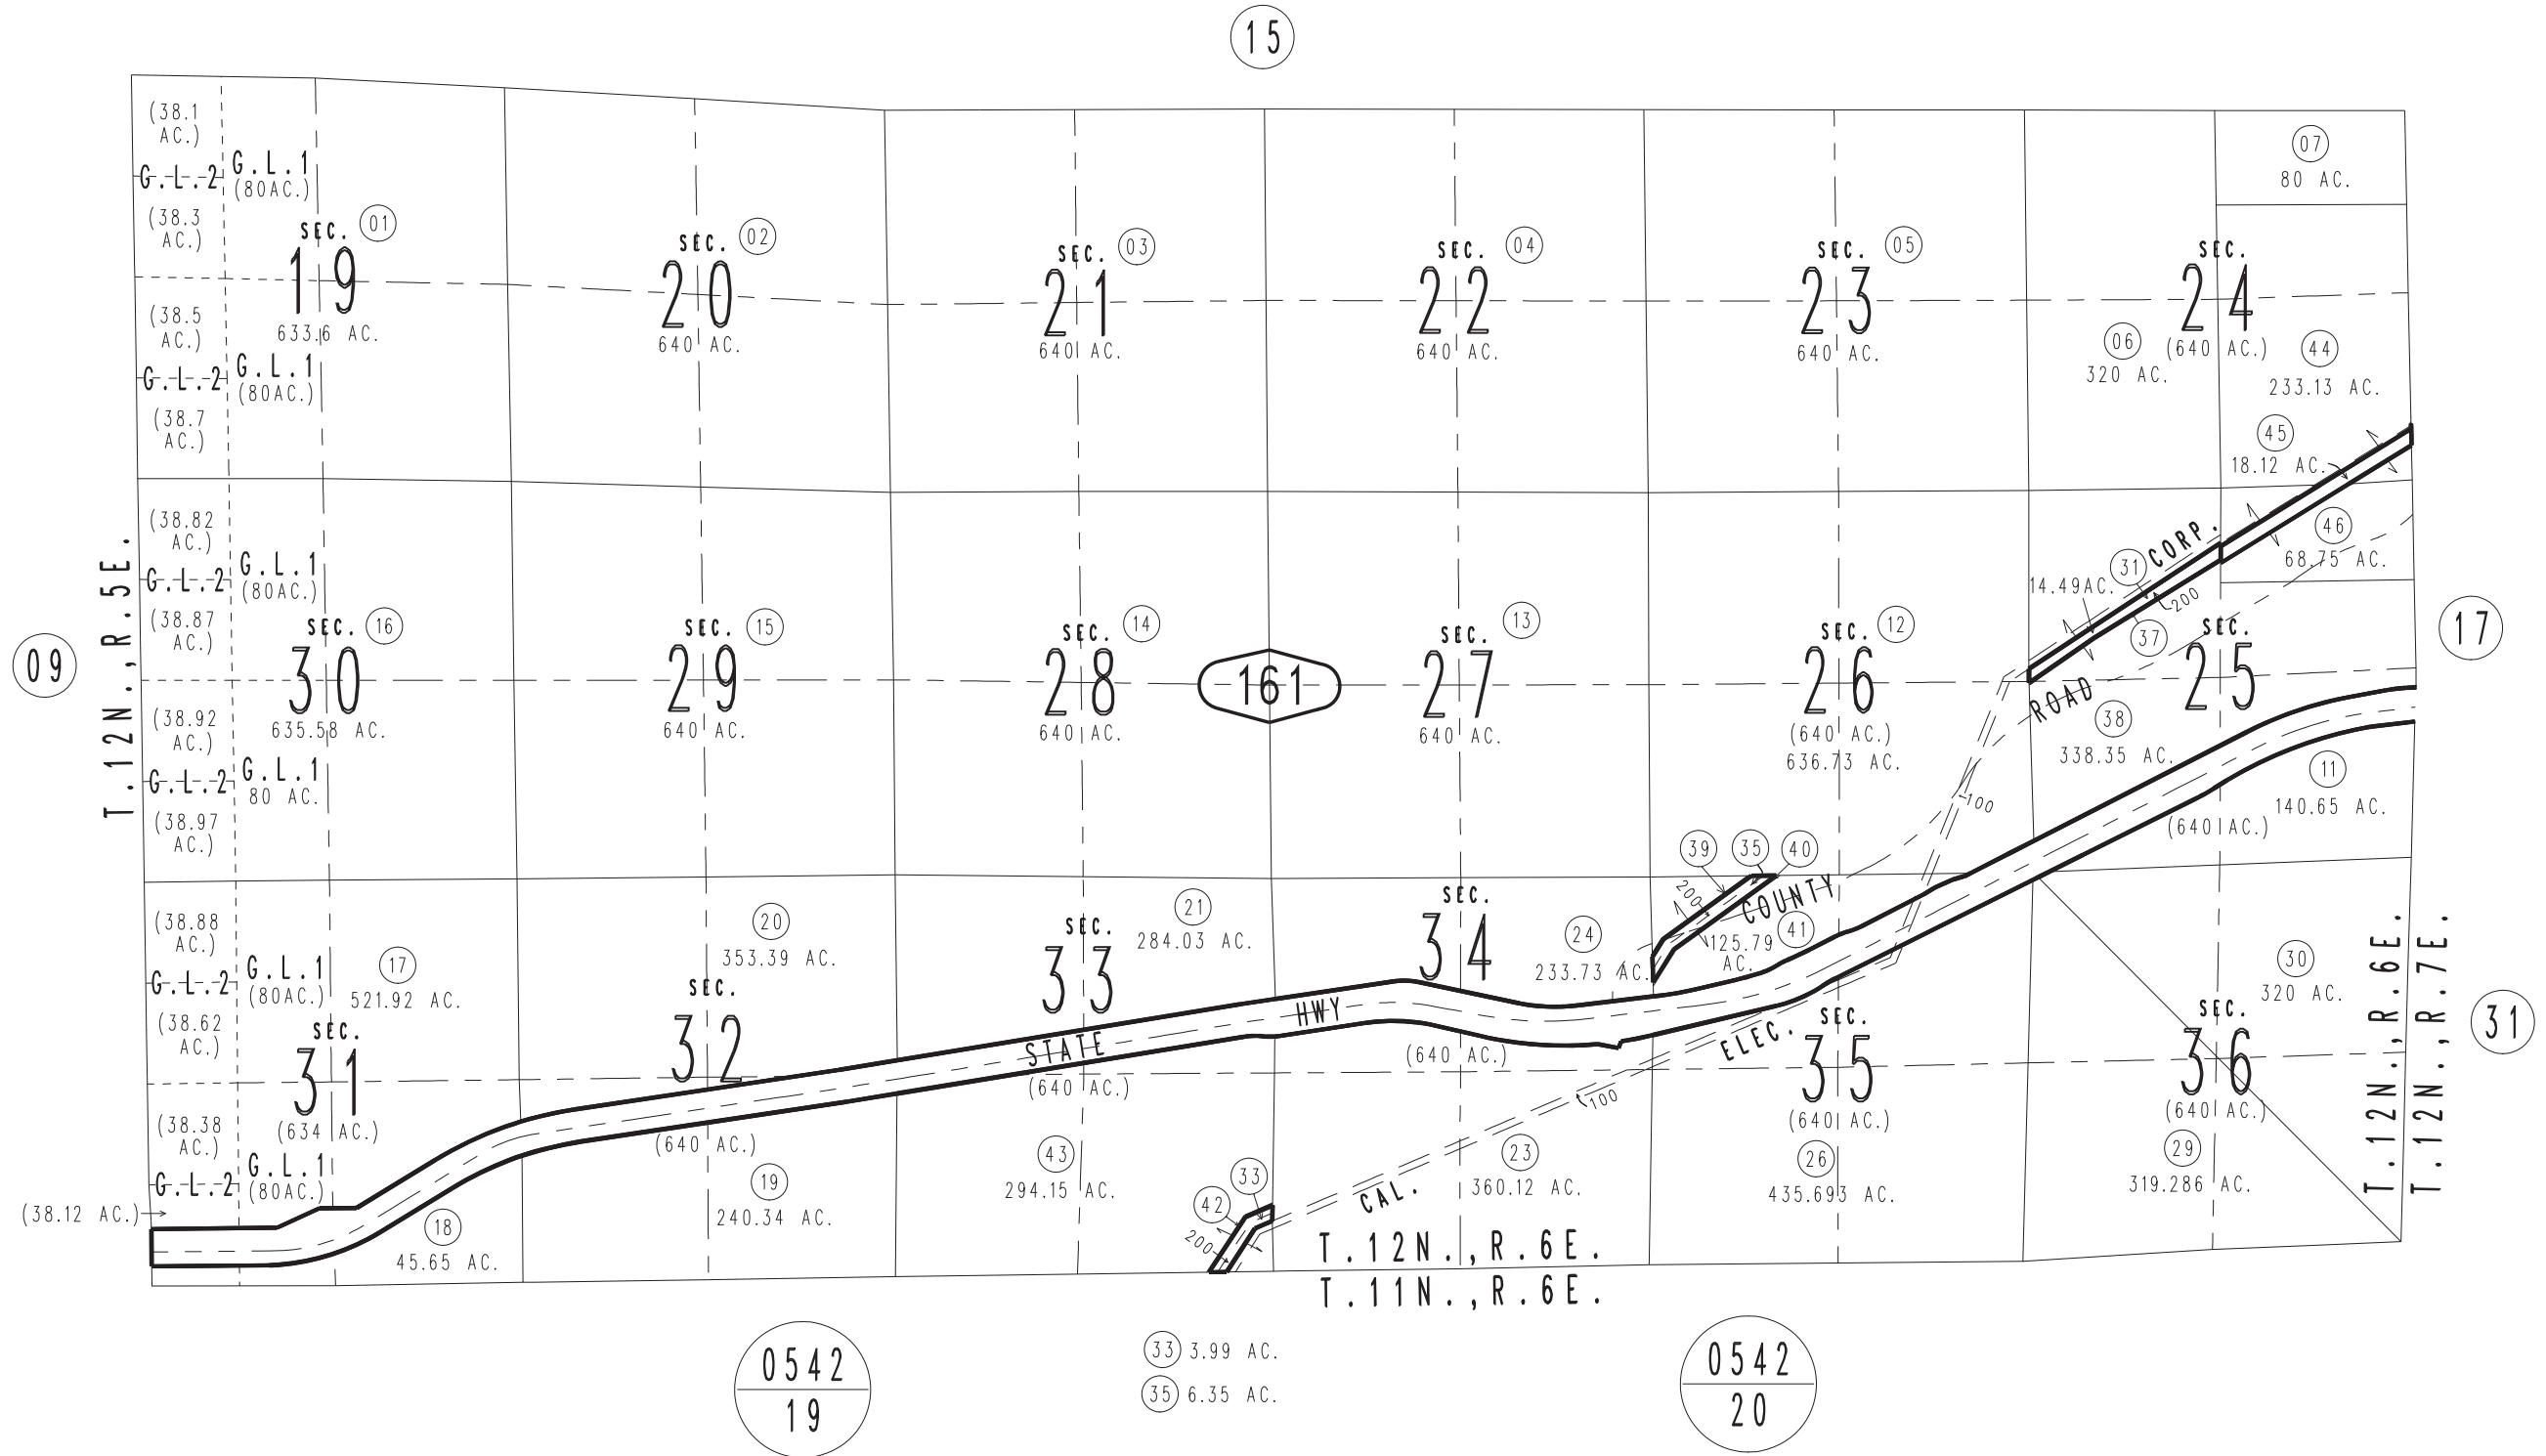 15
(38.1
AC.)
G.L.2
G.L.1
(80AC.)
(38.3
AC.)
SEC. 01
19
633.6 AC.
(38.5
AC.)
G.L.2
G.L.1
(80AC.)
(38.7
AC.)
SEC. 02
20
640 AC.
SEC. 03
21
640 AC.
SEC. 04
22
640 AC.
SEC. 05
23
640 AC.
07
80 AC.
SEC.
24
06
320 AC.
(640 AC.)
44
233.13 AC.
45
18.12 AC.
09
T.12N.,R.5E.
(38.82
AC.)
G.L.2
G.L.1
(80AC.)
(38.87
AC.)
SEC. 16
30
635.58 AC.
(38.92
AC.)
G.L.2
G.L.1
80 AC.
(38.97
AC.)
SEC. 15
29
640 AC.
SEC. 14
28
640 AC.
161
SEC. 13
27
640 AC.
SEC. 12
26
(640 AC.)
636.73 AC.
CORP.
46
68.75 AC.
31
14.49AC.
200
37
SEC.
25
ROAD
38
338.35 AC.
100
11
140.65 AC.
(640 AC.)
17
(38.88
AC.)
G.L.2
G.L.1
(80AC.)
17
521.92 AC.
(38.62
AC.)
SEC.
31
(634 AC.)
(38.38
AC.)
G.L.2
G.L.1
(80AC.)
(38.12 AC.)
18
45.65 AC.
20
353.39 AC.
SEC.
32
(640 AC.)
19
240.34 AC.
21
284.03 AC.
SEC.
33
STATE HWY
(640 AC.)
43
294.15 AC.
42
33
200
SEC.
34
24
233.73 AC.
(640 AC.)
23
360.12 AC.
CAL. ELEC.
100
39
35
40
200
COUNTY
41
125.79
AC.
SEC.
35
(640 AC.)
26
435.693 AC.
30
320 AC.
SEC.
36
(640 AC.)
29
319.286 AC.
T.12N.,R.6E.
T.12N.,R.7E.
31
T.12N.,R.6E.
T.11N.,R.6E.
0542
19
33 3.99 AC.
35 6.35 AC.
0542
20